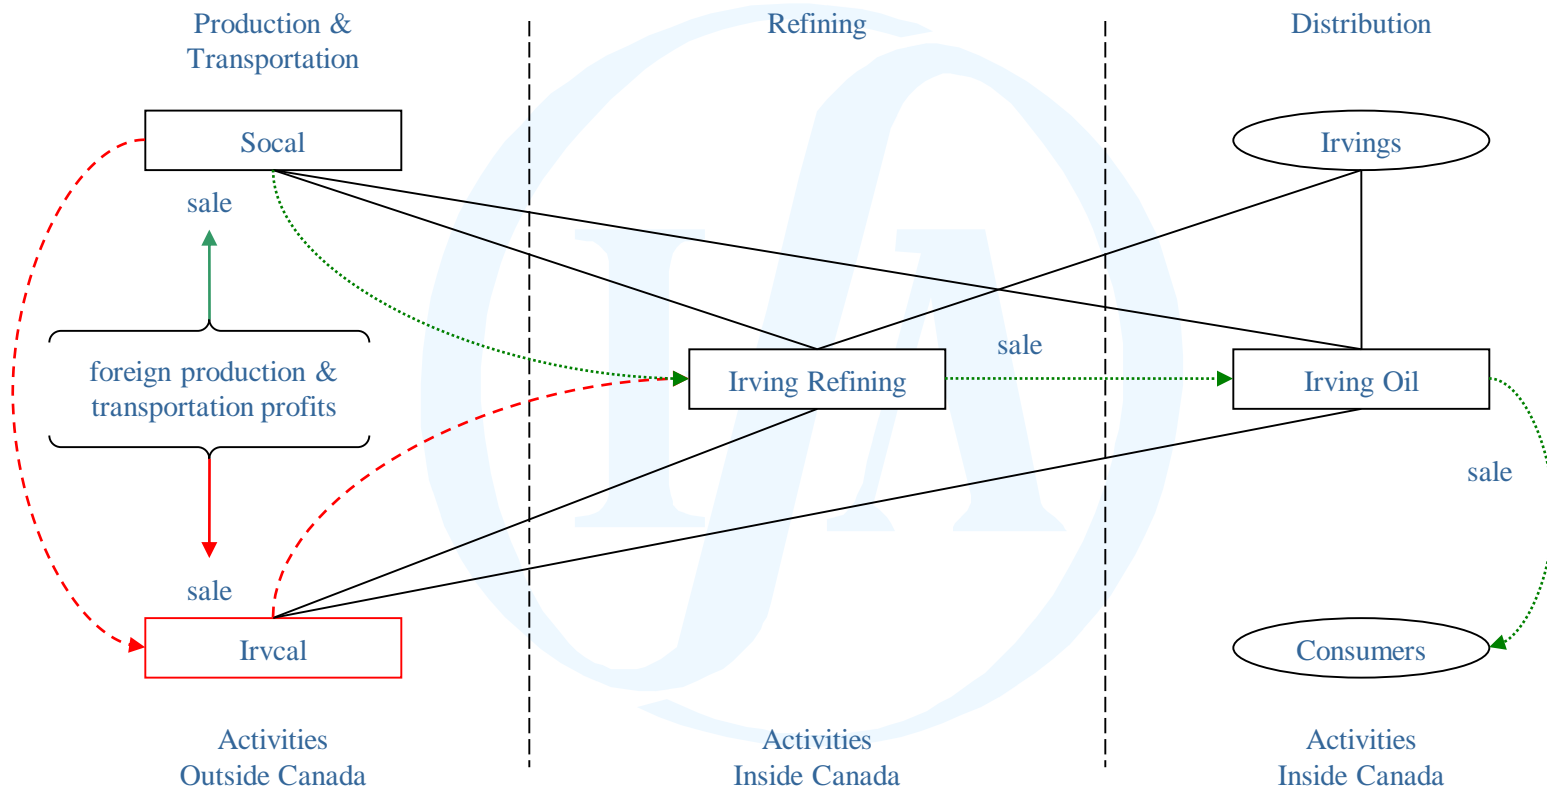 Production &
Transportation
Refining
Distribution
Socal
Irvings
sale
foreign production &
transportation profits
sale
Irving Refining
Irving Oil
sale
sale
Irvcal
Consumers
Activities
Outside Canada
Activities
Inside Canada
Activities
Inside Canada
IFA